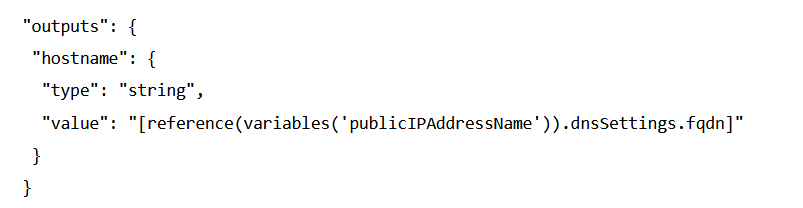 "outputs": {
"hostname": {
"type": "string",
"value": "[reference(variables('publicIPAddressName')).dnsSettings.fqdn]"
}
}